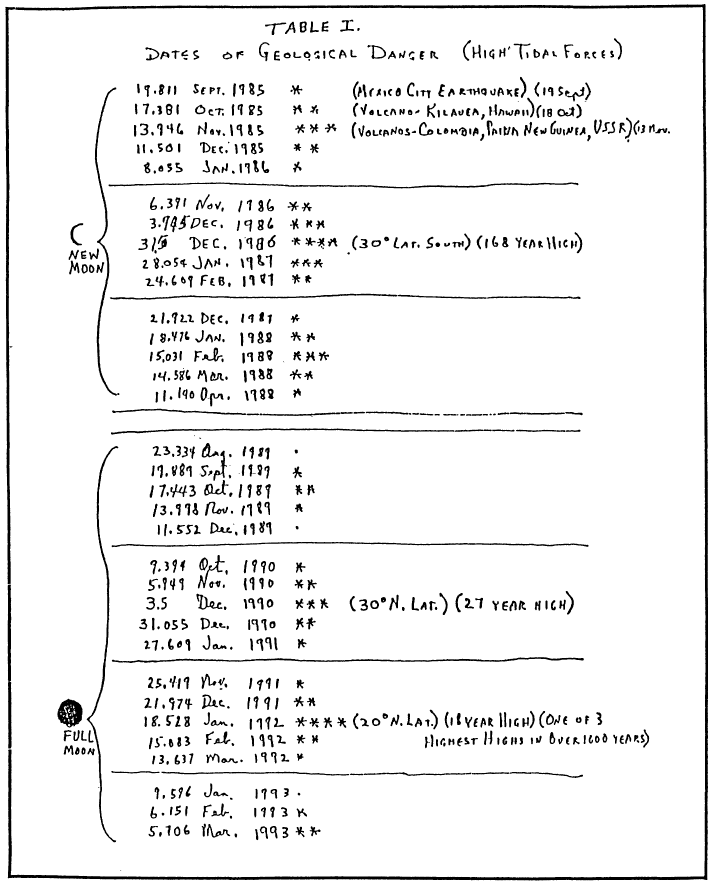 TABLE I.
DATES OF GEOLOGICAL DANGER (HIGH TIDAL FORCES)
19.811 SEPT. 1985 * (MEXICO CITY EARTHQUAKE) (19 Sept)
17.381 OCT. 1985 * * (VOLCANO - KILAUEA, HAWAII) (18 Oct)
13.946 NOV. 1985 * * * (VOLCANOS - COLOMBIA, PAPUA NEW GUINEA, USSR) (13 NOV.
11.501 DEC. 1985 * *
8.055 JAN. 1986 *
6.391 NOV. 1986 **
DEC. 1986 ***
DEC. 1986 **** (30° LAT. SOUTH) (168 YEAR HIGH)
28.054 JAN. 1987 ***
24.609 FEB. 1987 **
21.922 DEC. 1987 *
18.476 JAN. 1988 **
15.031 Feb. 1988 ***
14.586 Mar. 1988 **
11.190 Apr. 1988 *
NEW
MOON
23.334 Aug. 1989 .
19.889 Sept. 1989 *
17.443 Oct. 1989 **
13.998 Nov. 1989 *
11.552 Dec. 1989 .
9.394 Oct. 1990 *
5.949 Nov. 1990 **
3.5 Dec. 1990 *** (30° N. LAT.) (27 YEAR HIGH)
31.055 Dec. 1990 **
27.609 Jan. 1991 *
25.419 Nov. 1991 *
21.974 Dec. 1991 **
18.528 Jan. 1992 **** (20° N. LAT.) (18 YEAR HIGH) (ONE OF 3
HIGHEST HIGHS IN OVER 1600 YEARS)
15.083 Feb. 1992 **
13.637 Mar. 1992 *
FULL
MOON
9.596 Jan. 1993 .
6.151 Feb. 1993 *
5.706 Mar. 1993 **